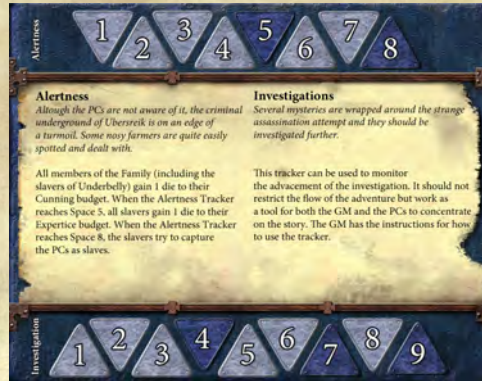 Alertness
1 2 3 4 5 6 7 8
Alertness
Altough the PCs are not aware of it, the criminal
underground of Ubersreik is on an edge of
a turmoil. Some nosy farmers are quite easily
spotted and dealt with.
All members of the Family (including the
slavers of Underbelly) gain 1 die to their
Cunning budget. When the Alertness Tracker
reaches Space 5, all slavers gain 1 die to their
Expertice budget. When the Alertness Tracker
reaches Space 8, the slavers try to capture
the PCs as slaves.
Investigations
Several mysteries are wrapped around the strange
assassination attempt and they should be
investigated further.
This tracker can be used to monitor
the advacement of the investigation. It should not
restrict the flow of the adventure but work as
a tool for both the GM and the PCs to concentrate
on the story. The GM has the instructions for how
to use the tracker.
Investigation
1 2 3 4 5 6 7 8 9